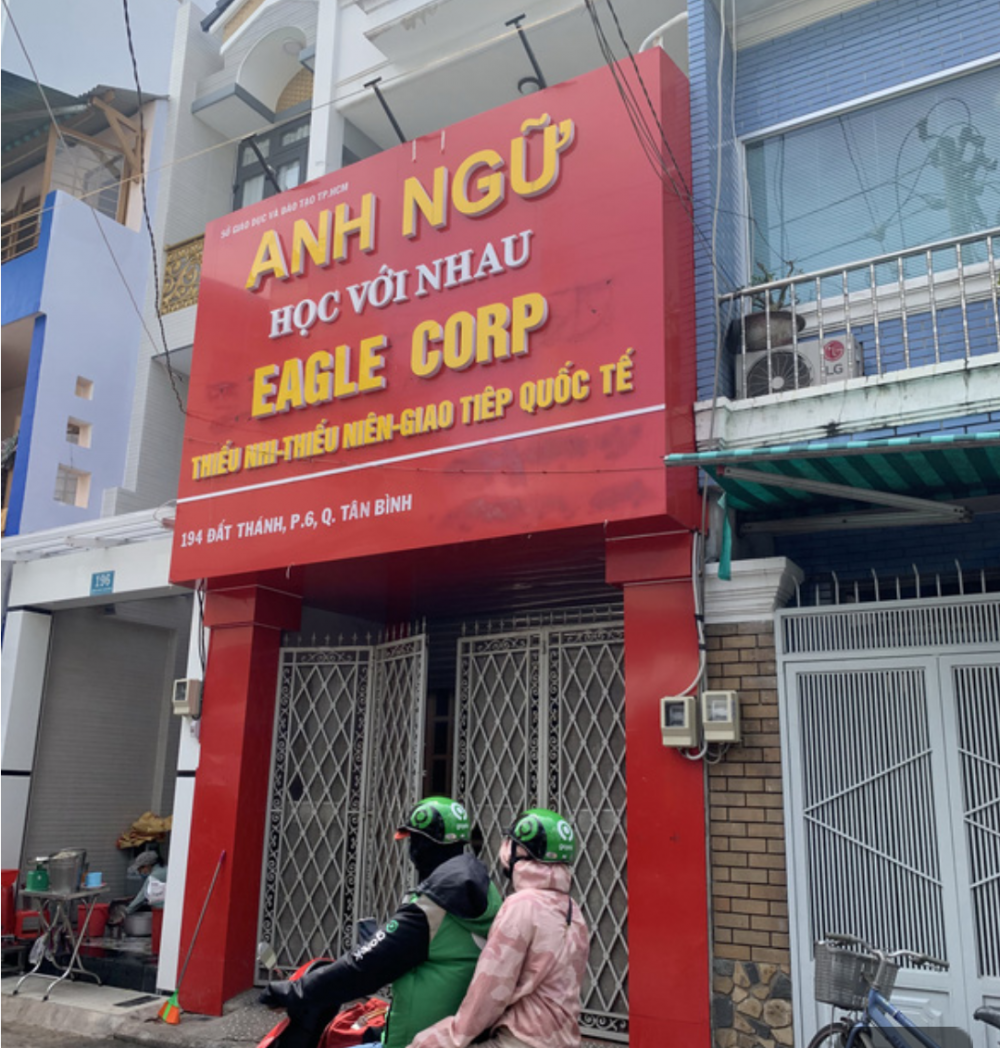 SỞ GIÁO DỤC VÀ ĐÀO TẠO TP.HCM
ANH NGỮ
HỌC VỚI NHAU
EAGLE CORP
THIẾU NHI-THIẾU NIÊN-GIAO TIẾP QUỐC TẾ
194 ĐẤT THÁNH, P.6, Q. TÂN BÌNH
196
LG
gojek